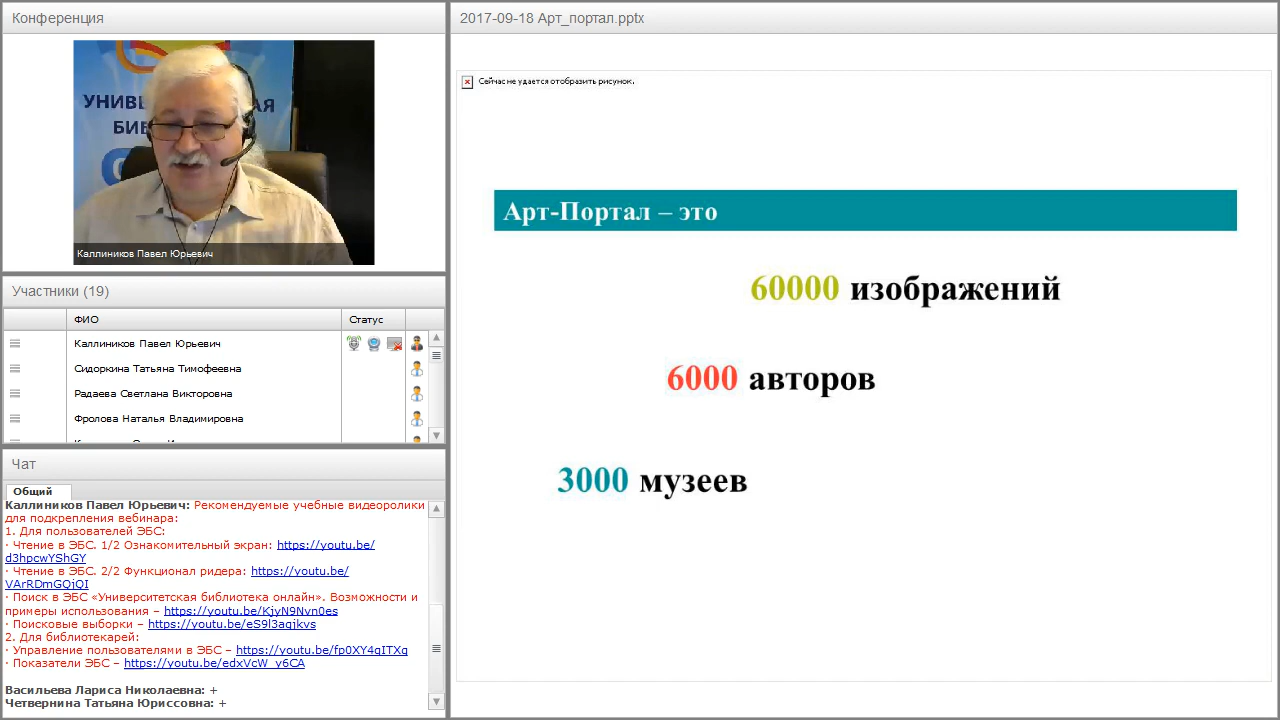 Конференция
УНИВЕ
АЯ
БИБ
Каллиников Павел Юрьевич
Участники (19)
ФИО
Статус
Каллиников Павел Юрьевич
Сидоркина Татьяна Тимофеевна
Радаева Светлана Викторовна
Фролова Наталья Владимировна
Чат
Общий
Каллиников Павел Юрьевич: Рекомендуемые учебные видеоролики
для подкрепления вебинара:
1. Для пользователей ЭБС:
· Чтение в ЭБС. 1/2 Ознакомительный экран: https://youtu.be/
d3hpcwYShGY
· Чтение в ЭБС. 2/2 Функционал ридера: https://youtu.be/
VArRDmGQjQI
· Поиск в ЭБС «Университетская библиотека онлайн». Возможности и
примеры использования – https://youtu.be/KjyN9Nvn0es
· Поисковые выборки – https://youtu.be/eS9l3aqjkvs
2. Для библиотекарей:
· Управление пользователями в ЭБС – https://youtu.be/fp0XY4qITXg
· Показатели ЭБС – https://youtu.be/edxVcW_y6CA
Васильева Лариса Николаевна: +
Четвернина Татьяна Юриссовна: +
2017-09-18 Арт_портал.pptx
Сейчас не удается отобразить рисунок.
Арт-Портал – это
60000 изображений
6000 авторов
3000 музеев